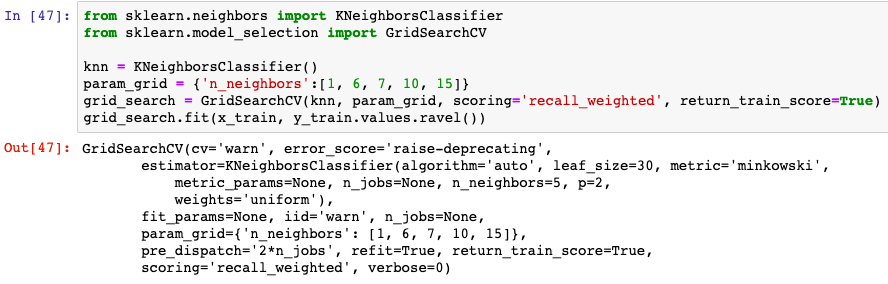 In [47]: from sklearn.neighbors import KNeighborsClassifier
from sklearn.model_selection import GridSearchCV

knn = KNeighborsClassifier()
param_grid = {'n_neighbors':[1, 6, 7, 10, 15]}
grid_search = GridSearchCV(knn, param_grid, scoring='recall_weighted', return_train_score=True)
grid_search.fit(x_train, y_train.values.ravel())
Out[47]: GridSearchCV(cv='warn', error_score='raise-deprecating',
estimator=KNeighborsClassifier(algorithm='auto', leaf_size=30, metric='minkowski',
metric_params=None, n_jobs=None, n_neighbors=5, p=2,
weights='uniform'),
fit_params=None, iid='warn', n_jobs=None,
param_grid={'n_neighbors': [1, 6, 7, 10, 15]},
pre_dispatch='2*n_jobs', refit=True, return_train_score=True,
scoring='recall_weighted', verbose=0)